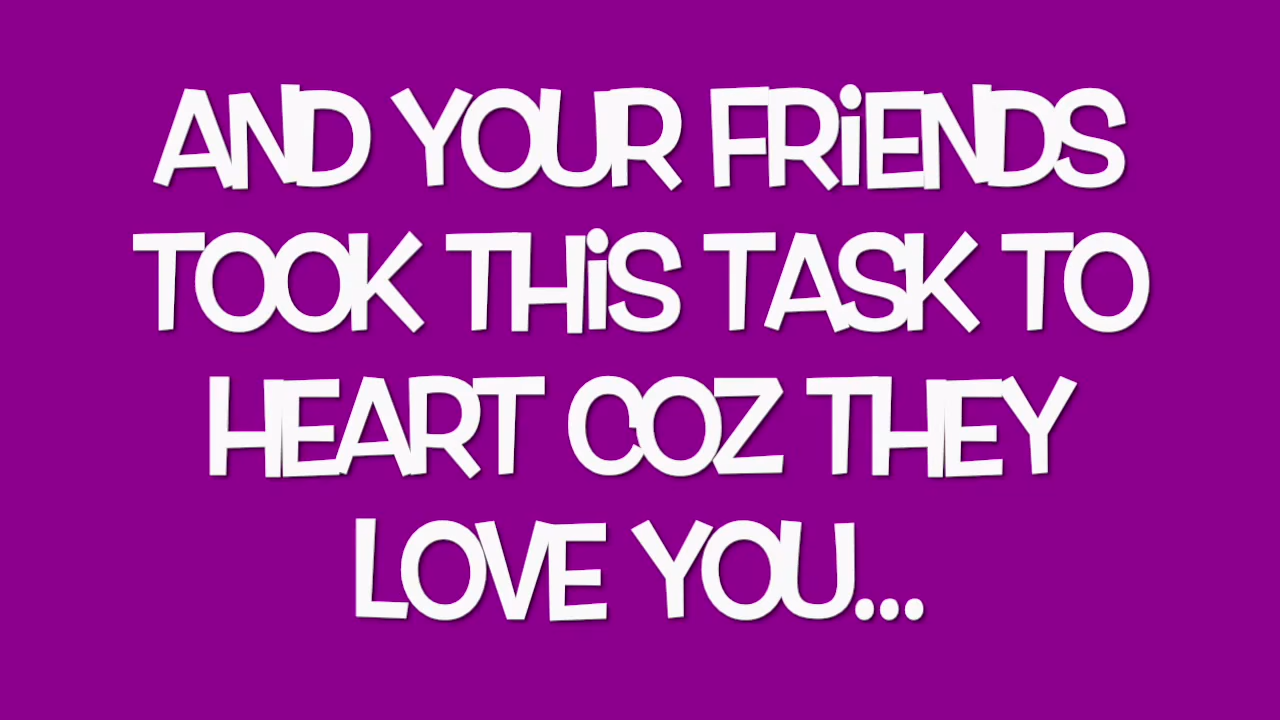 AND YOUR FRiENDS
TOOK THiS TASK TO
HEART COZ THEY
LOVE YOU...